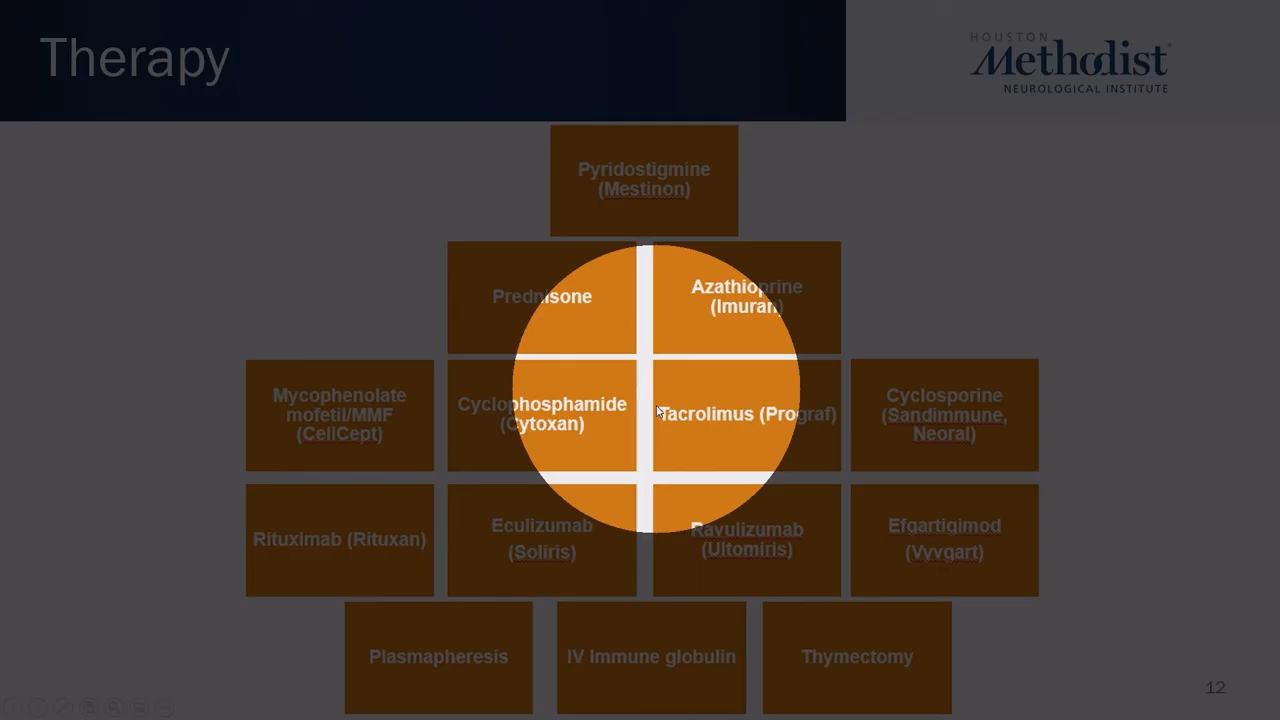 Therapy
HOUSTON
Methodist
NEUROLOGICAL INSTITUTE
Pyridostigmine
(Mestinon)
Prednisone
Azathioprine
(Imuran)
Mycophenolate
mofetil/MMF
(CellCept)
Cyclophosphamide
(Cytoxan)
Tacrolimus (Prograf)
Cyclosporine
(Sandimmune,
Neoral)
Rituximab (Rituxan)
Eculizumab
(Soliris)
Ravulizumab
(Ultomiris)
Efgartigimod
(Vyvgart)
Plasmapheresis
IV Immune globulin
Thymectomy
12